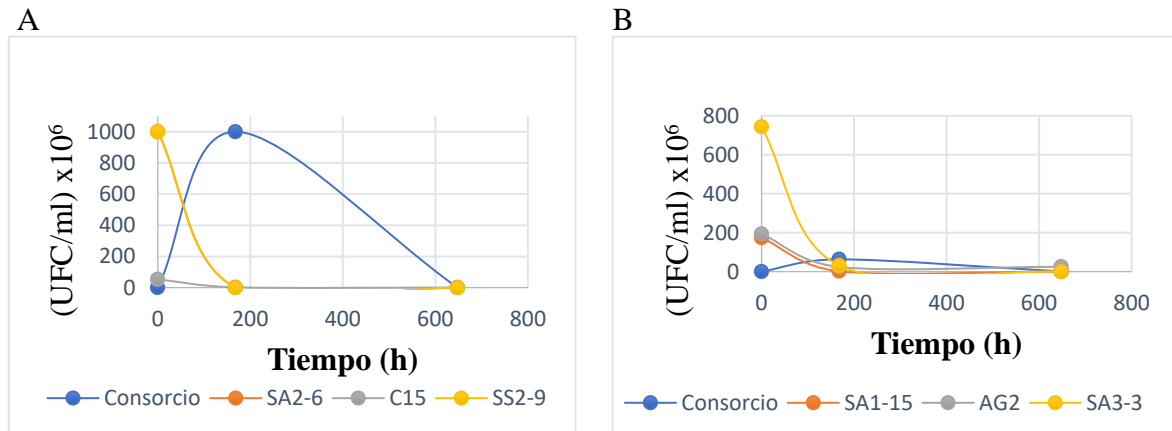 A
(UFC/ml) x10⁶
1000
800
600
400
200
0
0 200 400 600 800
Tiempo (h)
Consorcio SA2-6 C15 SS2-9
B
(UFC/ml) x10⁶
800
600
400
200
0
0 200 400 600 800
Tiempo (h)
Consorcio SA1-15 AG2 SA3-3